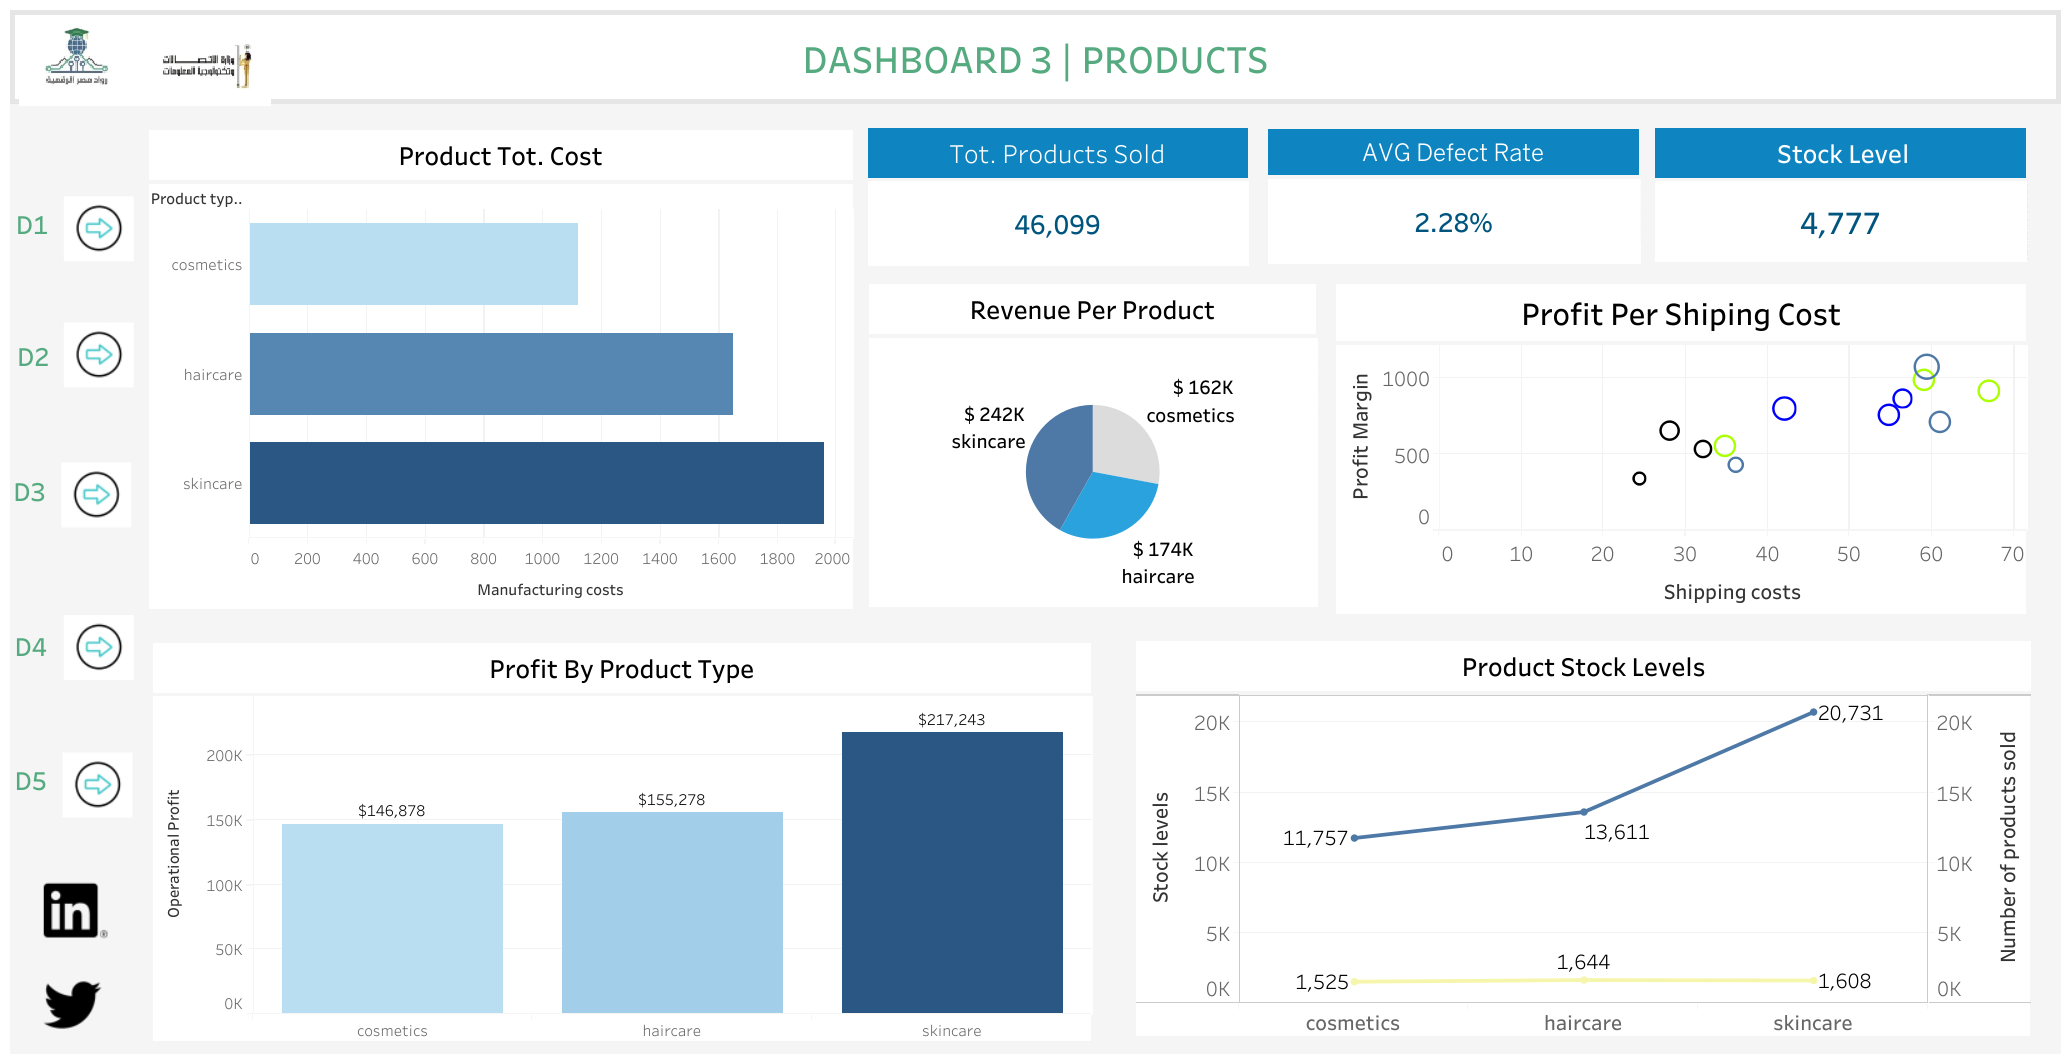 رواد مصر الرقمية
وزارة الاتصالات
وتكنولوجيا المعلومات
DASHBOARD 3 | PRODUCTS
D1
D2
D3
D4
D5
in
®
Product Tot. Cost
Product typ..
cosmetics
haircare
skincare
0 200 400 600 800 1000 1200 1400 1600 1800 2000
Manufacturing costs
Tot. Products Sold
46,099
AVG Defect Rate
2.28%
Stock Level
4,777
Revenue Per Product
$ 162K
cosmetics
$ 242K
skincare
$ 174K
haircare
Profit Per Shiping Cost
Profit Margin
1000
500
0
0 10 20 30 40 50 60 70
Shipping costs
Profit By Product Type
Operational Profit
200K
150K
100K
50K
0K
$146,878
$155,278
$217,243
cosmetics haircare skincare
Product Stock Levels
Stock levels
20K
15K
10K
5K
0K
11,757
13,611
20,731
1,525
1,644
1,608
20K
15K
10K
5K
0K
Number of products sold
cosmetics haircare skincare